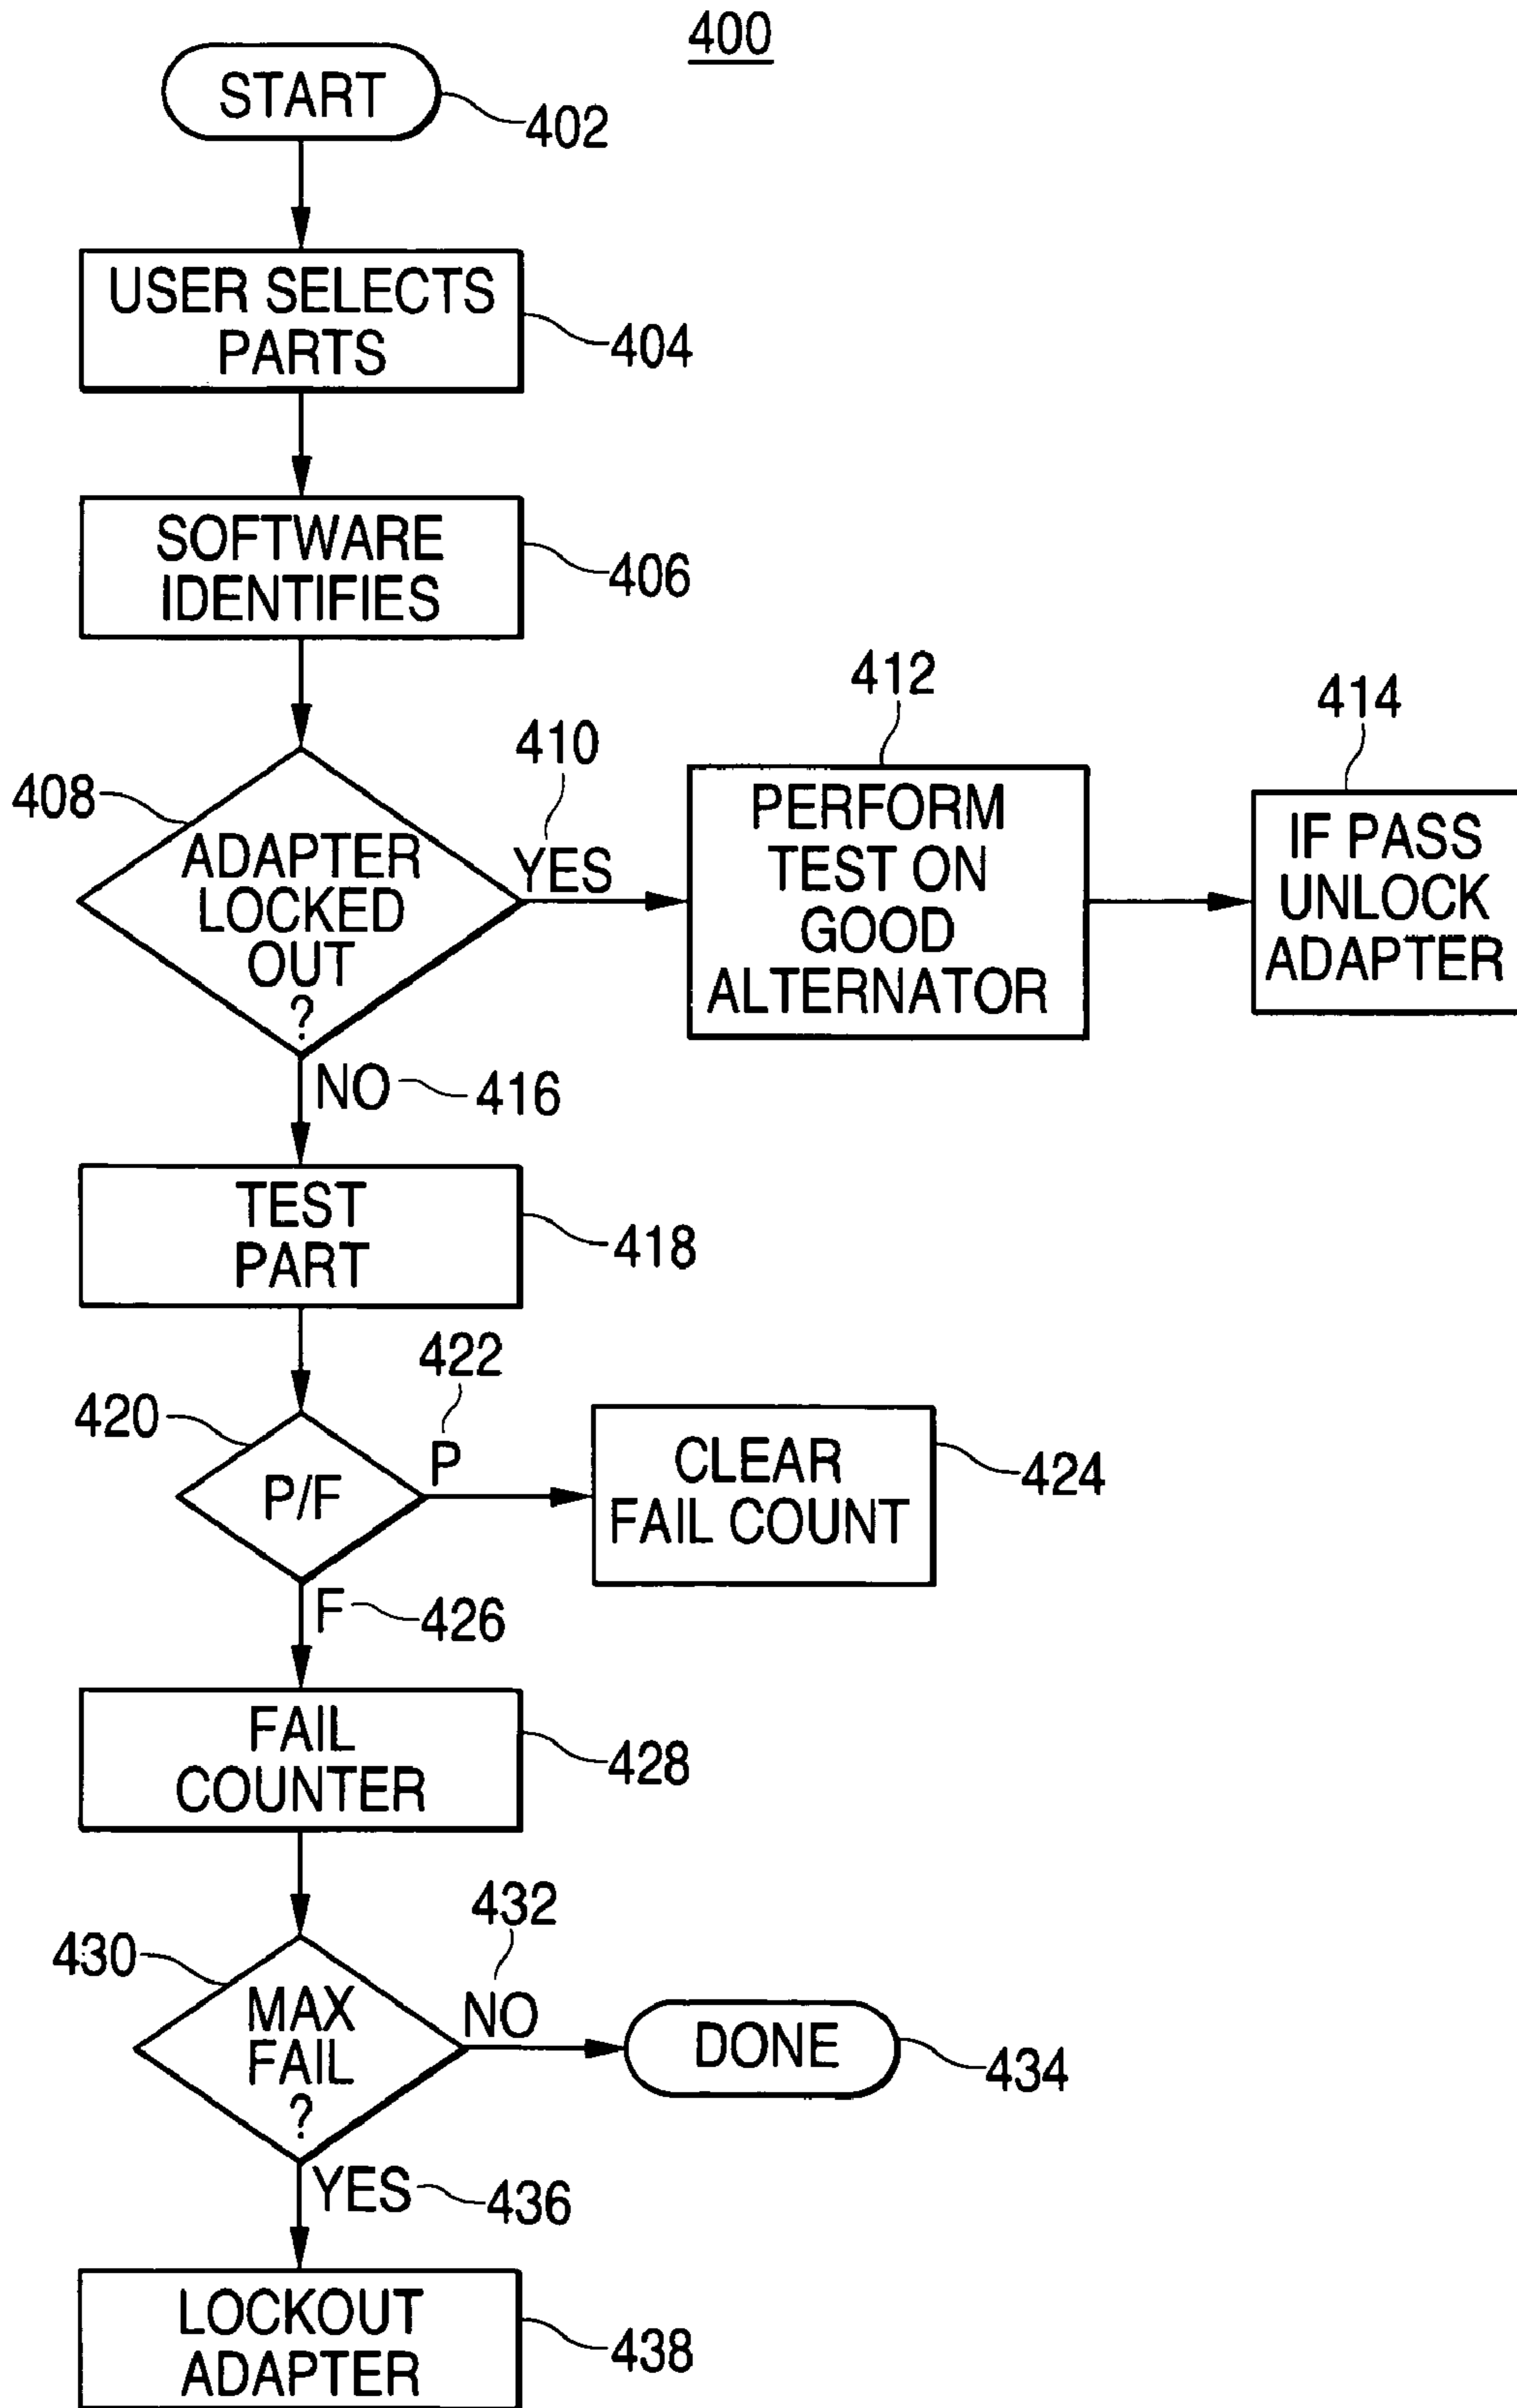 400
START
402
USER SELECTS
PARTS
404
SOFTWARE
IDENTIFIES
406
408
ADAPTER
LOCKED
OUT
?
410
YES
412
PERFORM
TEST ON
GOOD
ALTERNATOR
414
IF PASS
UNLOCK
ADAPTER
NO
416
TEST
PART
418
420
P/F
422
P
CLEAR
FAIL COUNT
424
F
426
FAIL
COUNTER
428
430
MAX
FAIL
?
432
NO
DONE
434
YES
436
LOCKOUT
ADAPTER
438